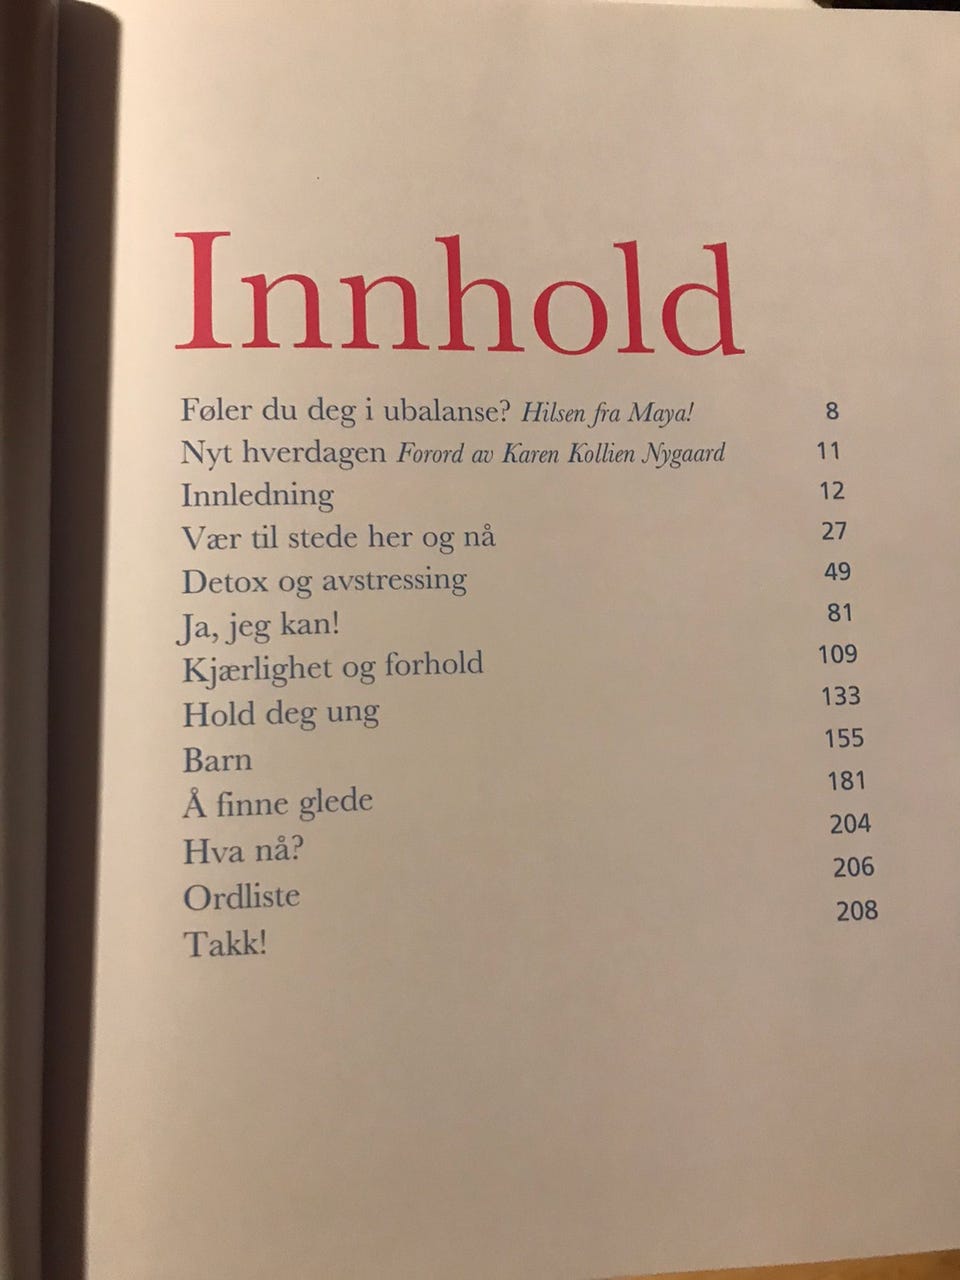 Innhold
Føler du deg i ubalanse? Hilsen fra Maya! 8
Nyt hverdagen Forord av Karen Kollien Nygaard 11
Innledning 12
Vær til stede her og nå 27
Detox og avstressing 49
Ja, jeg kan! 81
Kjærlighet og forhold 109
Hold deg ung 133
Barn 155
Å finne glede 181
Hva nå? 204
Ordliste 206
Takk! 208